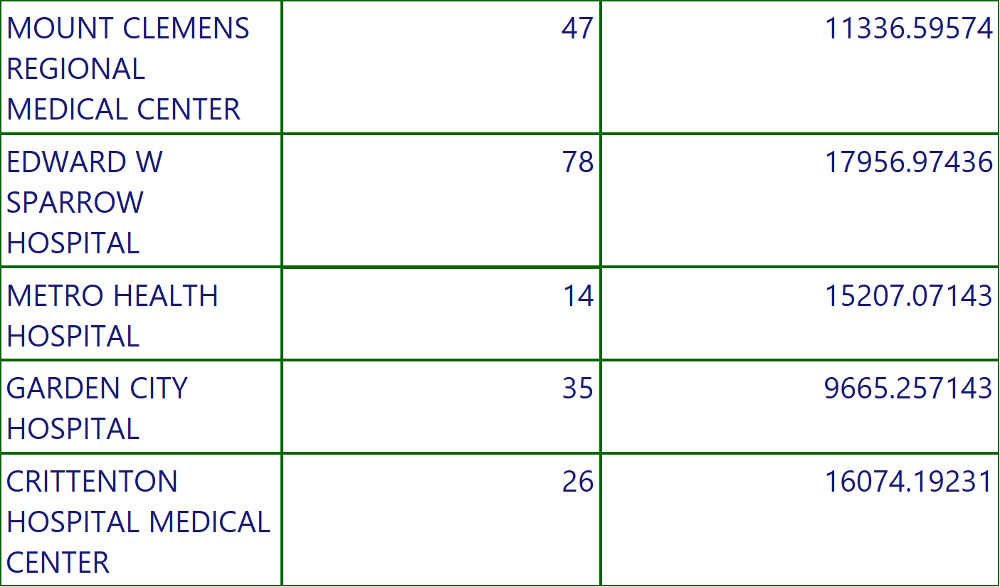 MOUNT CLEMENS 47 11336.59574
REGIONAL
MEDICAL CENTER
EDWARD W 78 17956.97436
SPARROW
HOSPITAL
METRO HEALTH 14 15207.07143
HOSPITAL
GARDEN CITY 35 9665.257143
HOSPITAL
CRITTENTON 26 16074.19231
HOSPITAL MEDICAL
CENTER